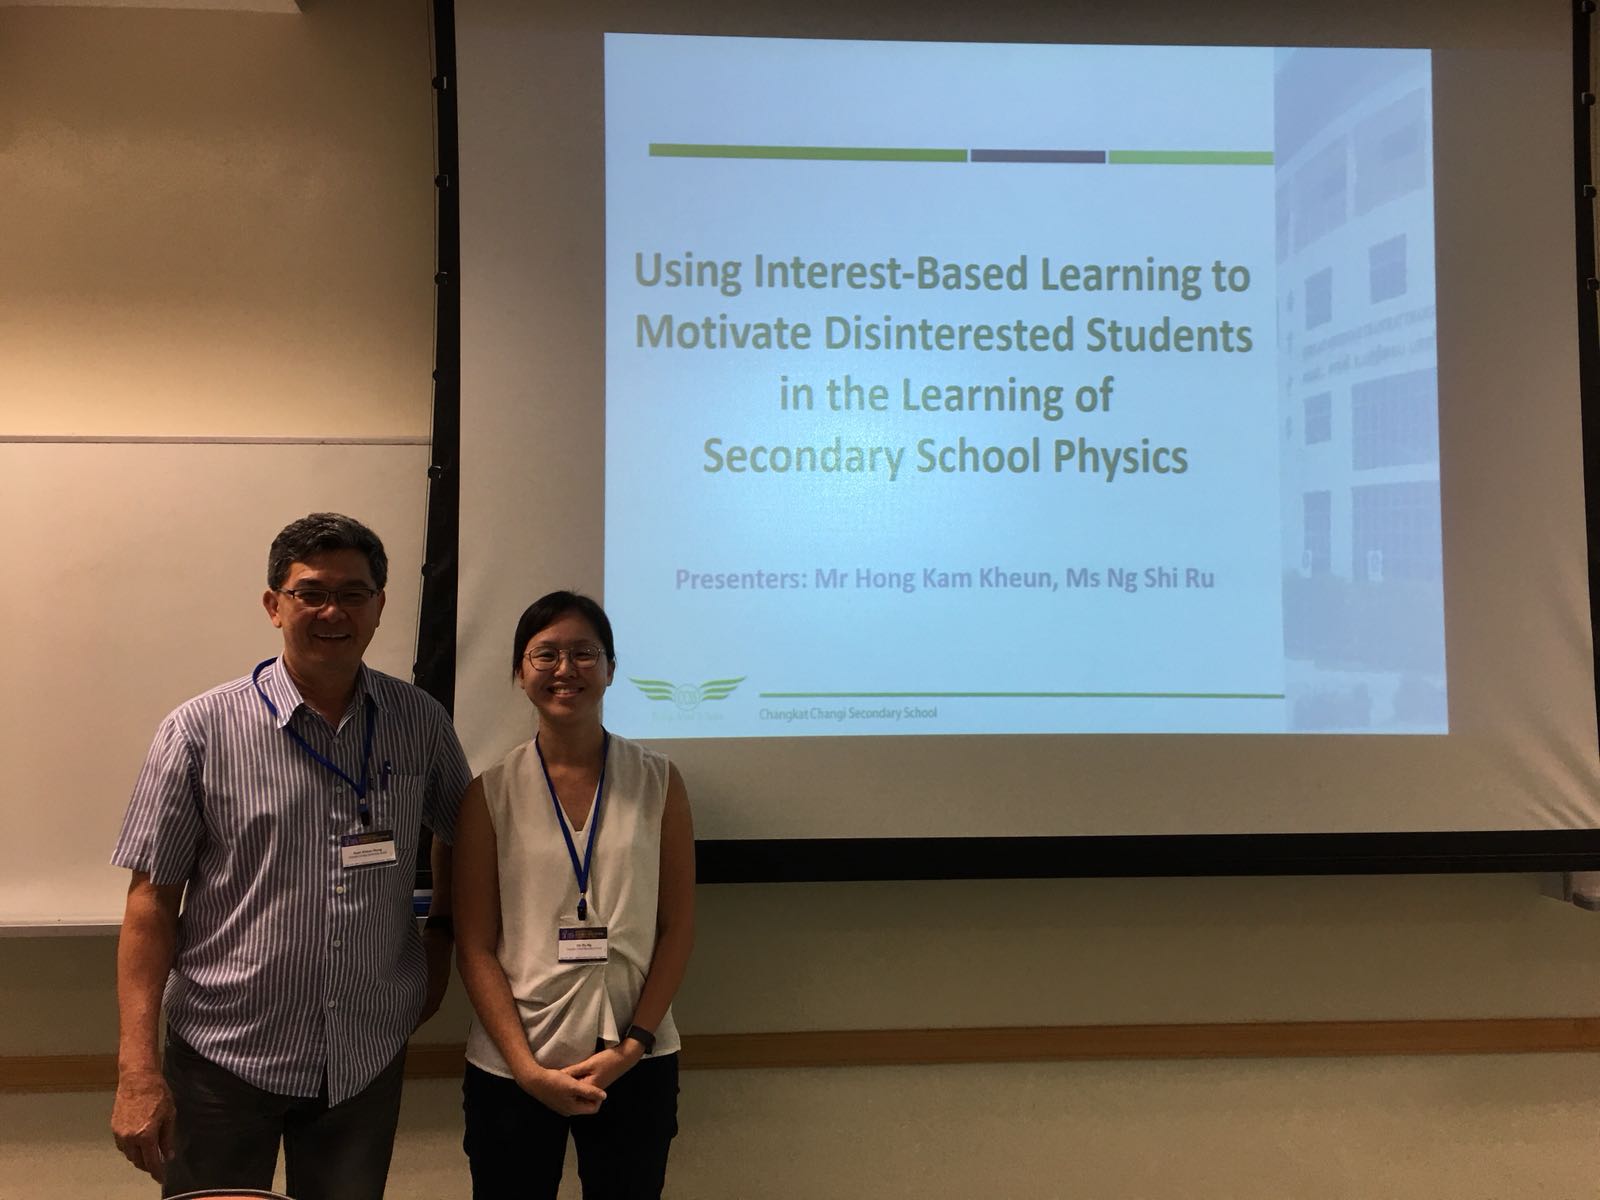 Using Interest-Based Learning to
Motivate Disinterested Students
in the Learning of
Secondary School Physics
Presenters: Mr Hong Kam Kheun, Ms Ng Shi Ru
Changkat Changi Secondary School